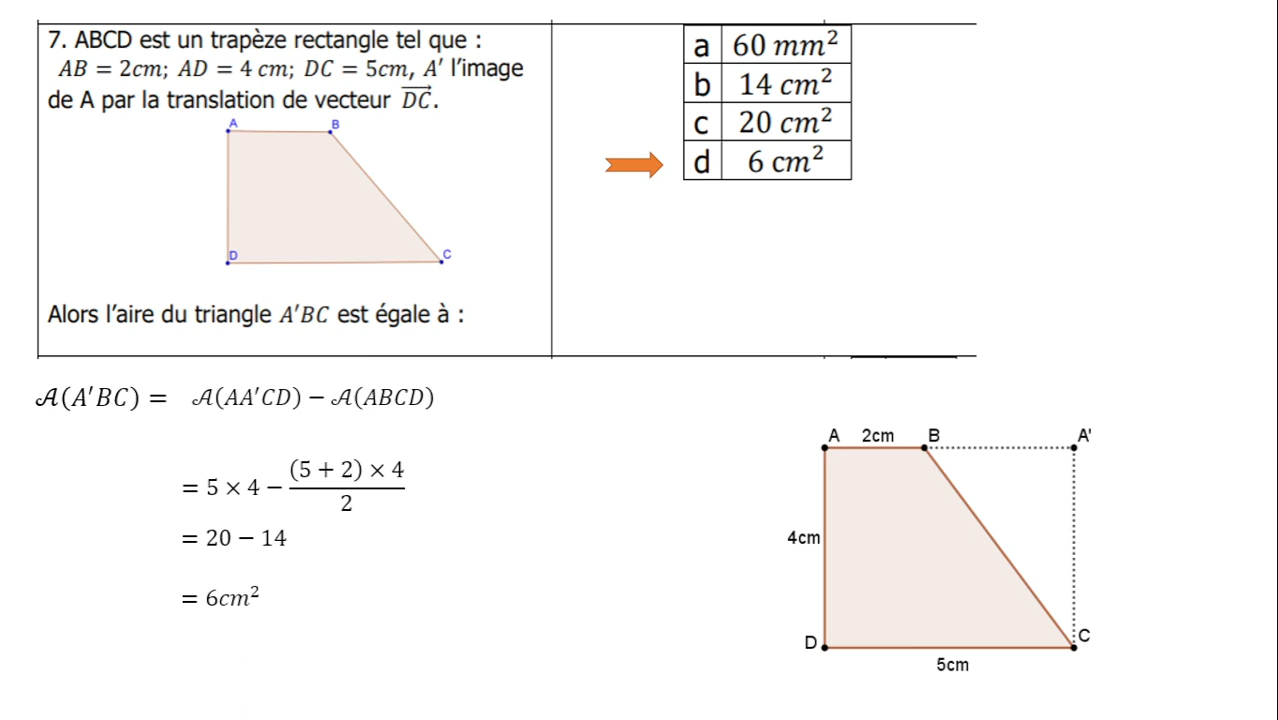 7. ABCD est un trapèze rectangle tel que :
AB = 2cm; AD = 4 cm; DC = 5cm, A′ l’image
de A par la translation de vecteur $\overrightarrow{DC}$.
A B
D C
Alors l’aire du triangle A′BC est égale à :
a 60 mm²
b 14 cm²
c 20 cm²
d 6 cm²
𝒜(A′BC) = 𝒜(AA′CD) − 𝒜(ABCD)
= 5 × 4 − $\frac{(5 + 2) × 4}{2}$
= 20 − 14
= 6cm²
A 2cm B A'
4cm
D C
5cm